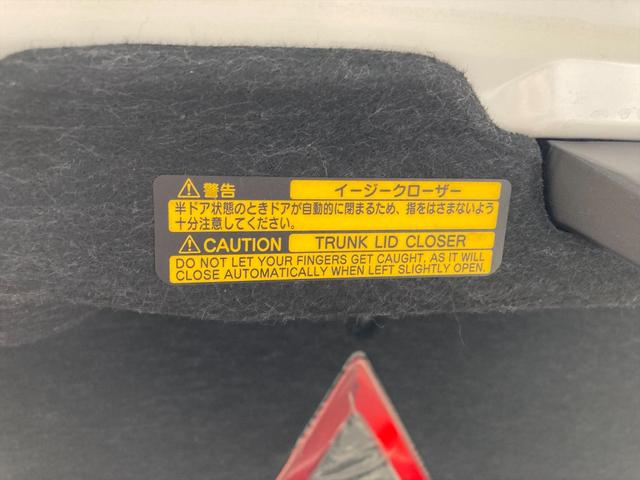 警告 イージークローザー
半ドア状態のときドアが自動的に閉まるため、指をはさまないよう
十分注意してください。
CAUTION TRUNK LID CLOSER
DO NOT LET YOUR FINGERS GET CAUGHT, AS IT WILL
CLOSE AUTOMATICALLY WHEN LEFT SLIGHTLY OPEN.